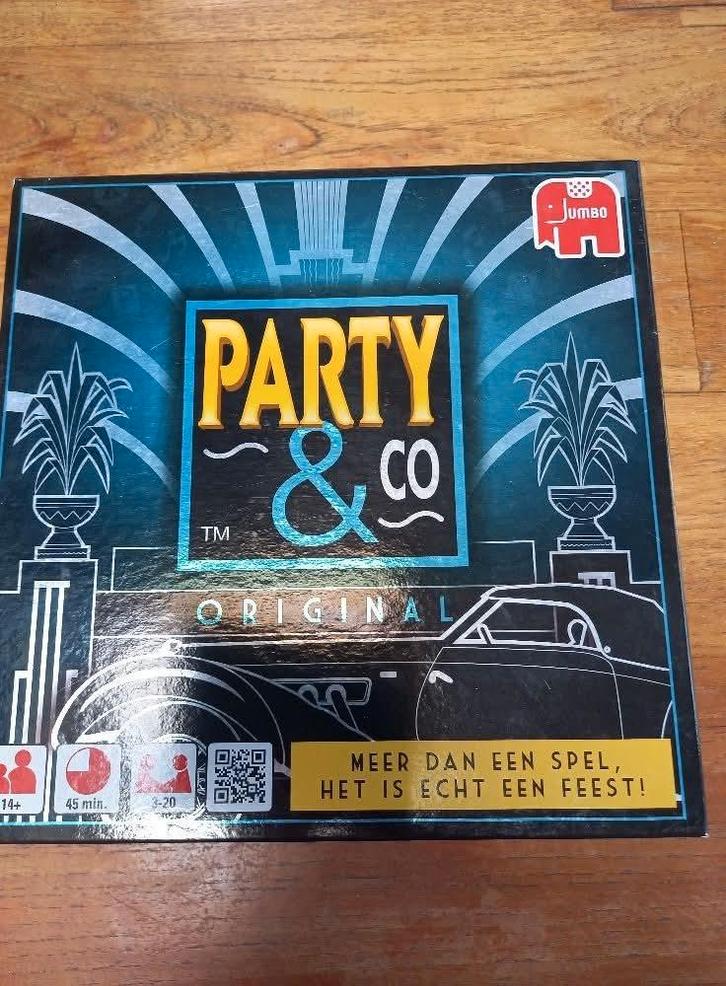 JUMBO
PARTY
& CO
TM
ORIGINAL
14+
45 min.
3-20
MEER DAN EEN SPEL,
HET IS ECHT EEN FEEST!